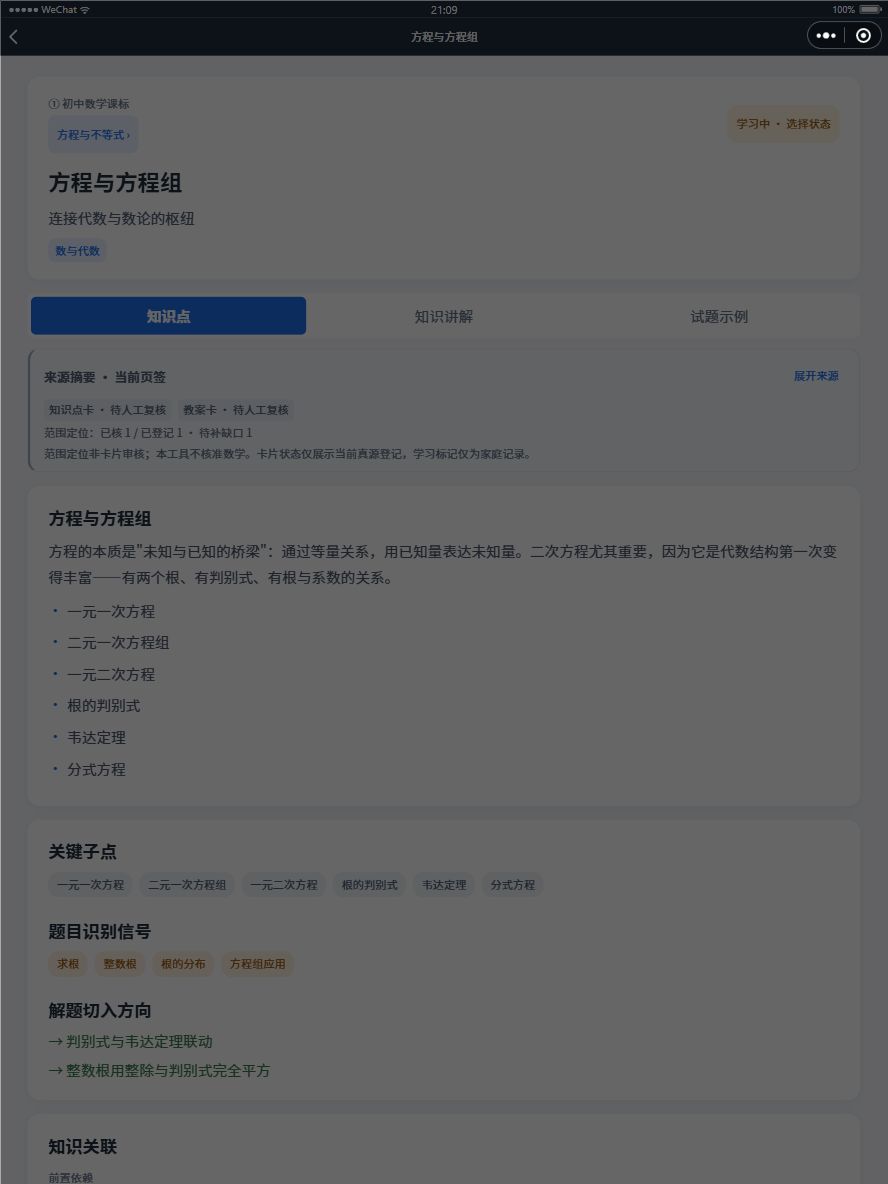 WeChat
21:09
100%
方程与方程组
① 初中数学课标
方程与不等式 ›
学习中 · 选择状态
方程与方程组
连接代数与数论的枢纽
数与代数
知识点
知识讲解
试题示例
来源摘要 · 当前页签
展开来源
知识点卡 · 待人工复核
教案卡 · 待人工复核
范围定位：已核 1 / 已登记 1 · 待补缺口 1
范围定位非卡片审核；本工具不核准数学。卡片状态仅展示当前真源登记，学习标记仅为家庭记录。
方程与方程组
方程的本质是"未知与已知的桥梁"：通过等量关系，用已知量表达未知量。二次方程尤其重要，因为它是代数结构第一次变
得丰富——有两个根、有判别式、有根与系数的关系。
· 一元一次方程
· 二元一次方程组
· 一元二次方程
· 根的判别式
· 韦达定理
· 分式方程
关键子点
一元一次方程
二元一次方程组
一元二次方程
根的判别式
韦达定理
分式方程
题目识别信号
求根
整数根
根的分布
方程组应用
解题切入方向
→ 判别式与韦达定理联动
→ 整数根用整除与判别式完全平方
知识关联
前置依赖